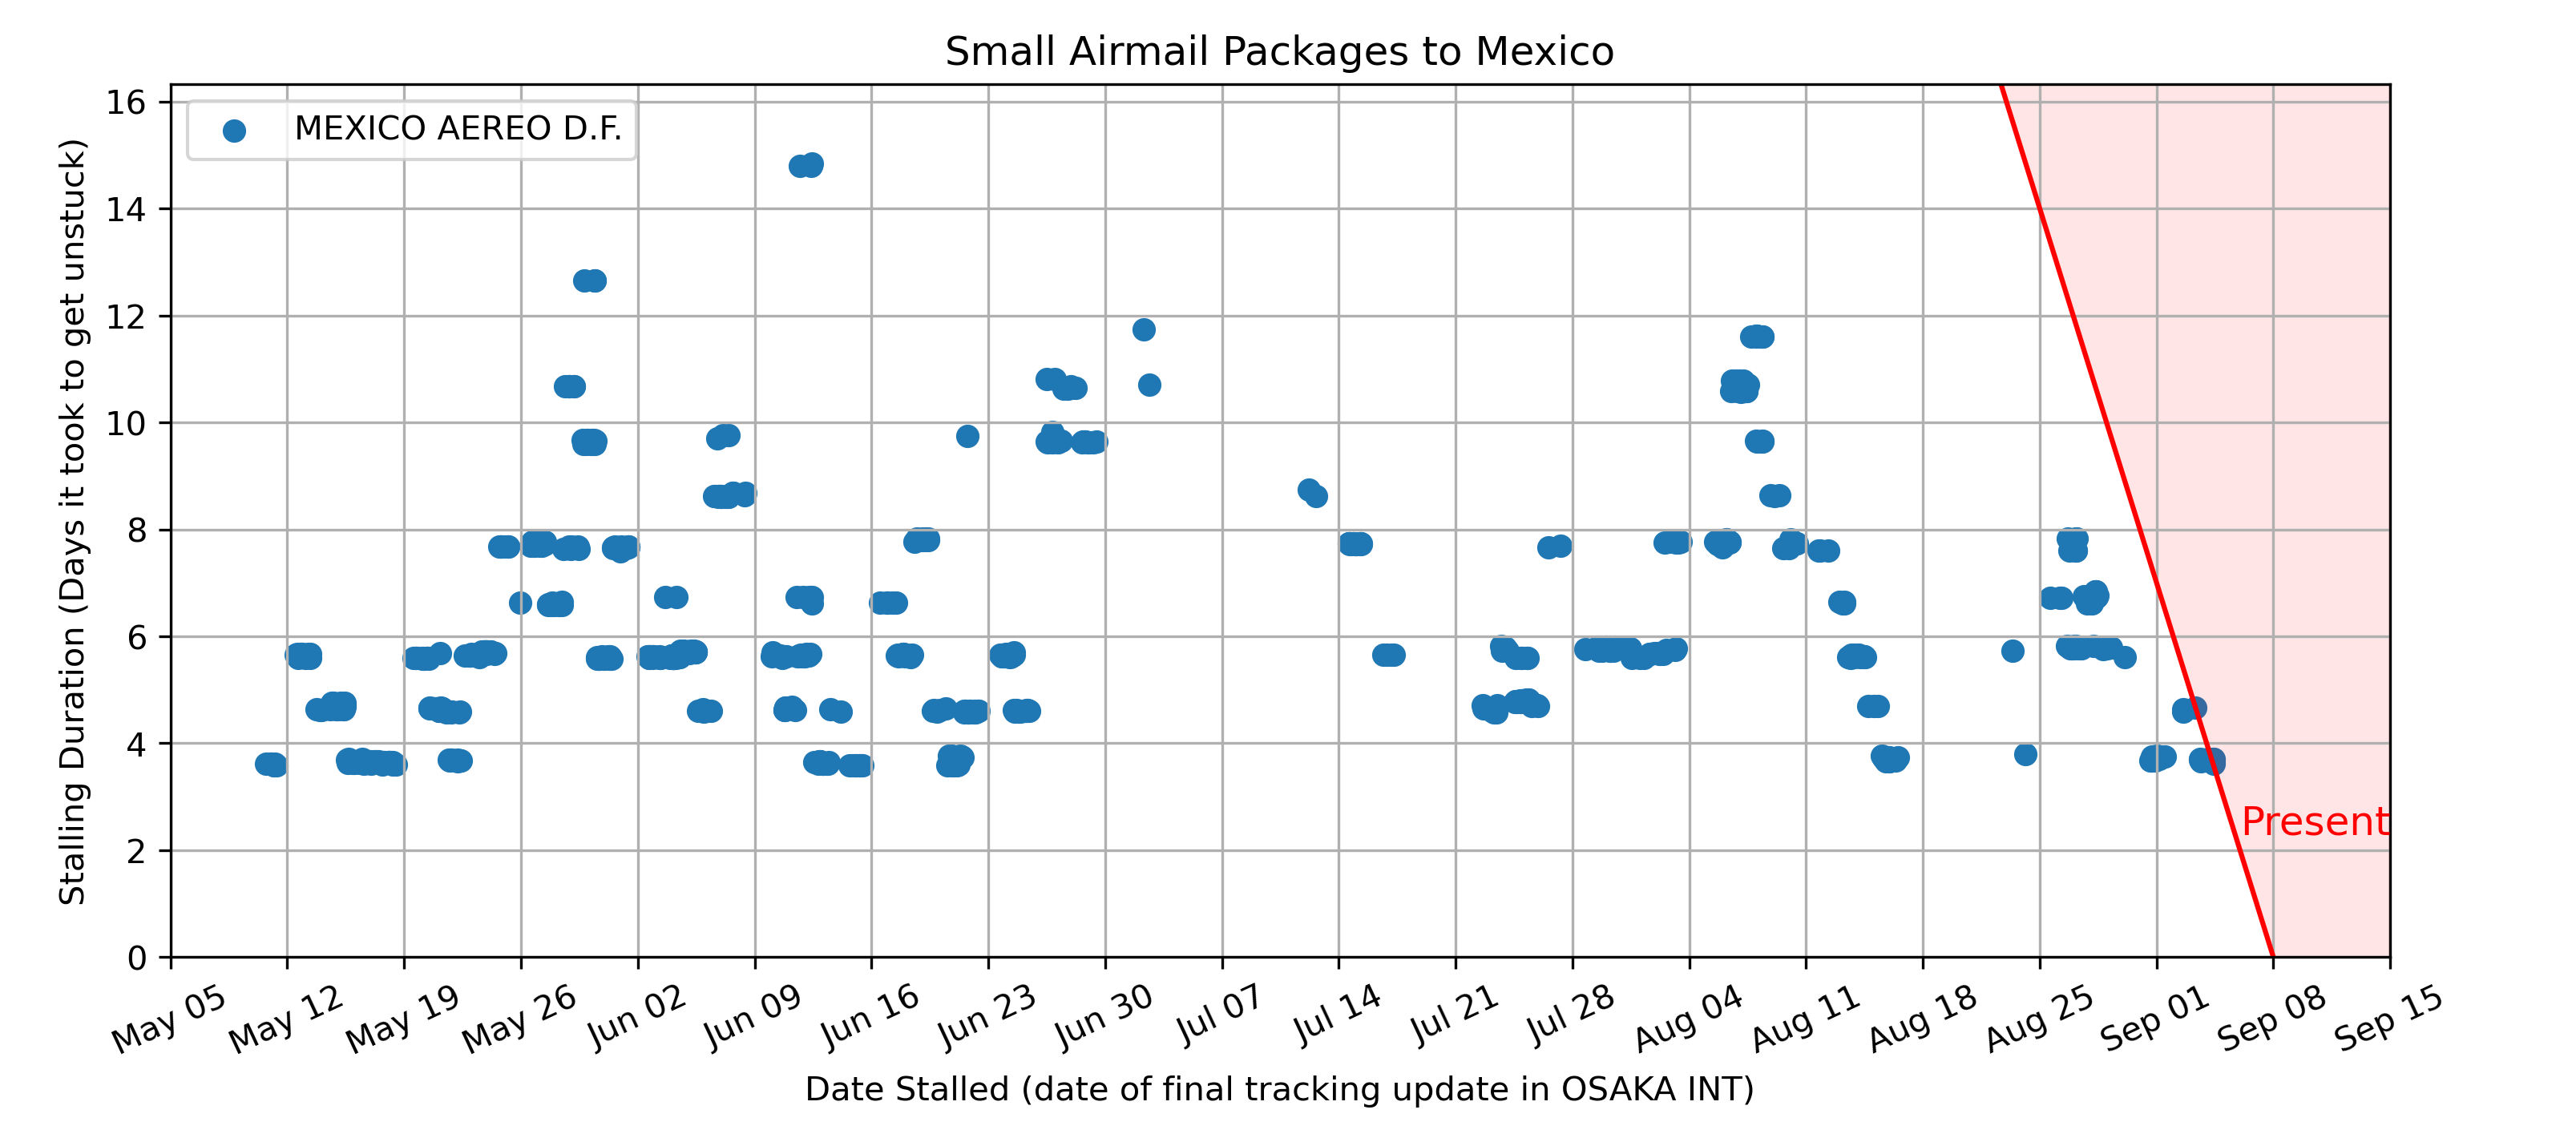 Small Airmail Packages to Mexico
MEXICO AEREO D.F.
Stalling Duration (Days it took to get unstuck)
16
14
12
10
8
6
4
2
0
Present
May 05
May 12
May 19
May 26
Jun 02
Jun 09
Jun 16
Jun 23
Jun 30
Jul 07
Jul 14
Jul 21
Jul 28
Aug 04
Aug 11
Aug 18
Aug 25
Sep 01
Sep 08
Sep 15
Date Stalled (date of final tracking update in OSAKA INT)